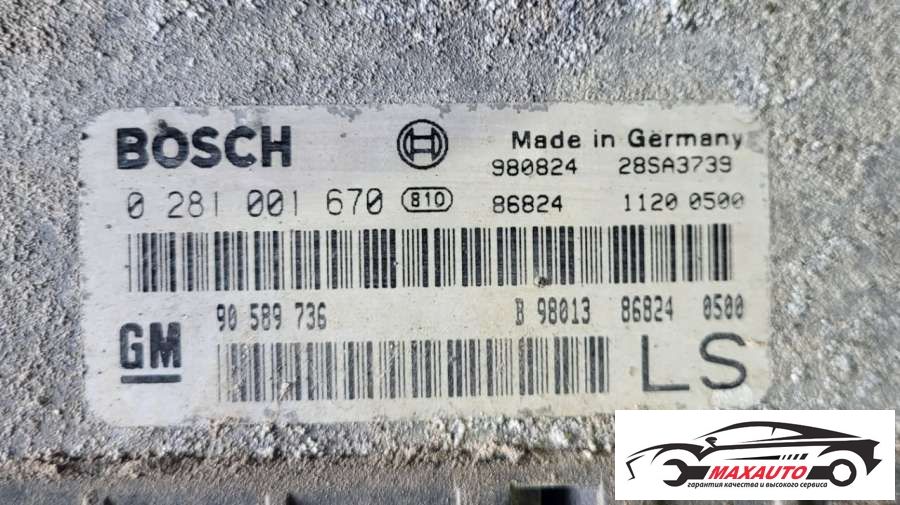 BOSCH Made in Germany
980824 28SA3739
0 281 001 670 810 86824 1120 0500
90 589 736 B 98013 86824 0500
GM LS
MAXAUTO
гарантия качества и высокого сервиса